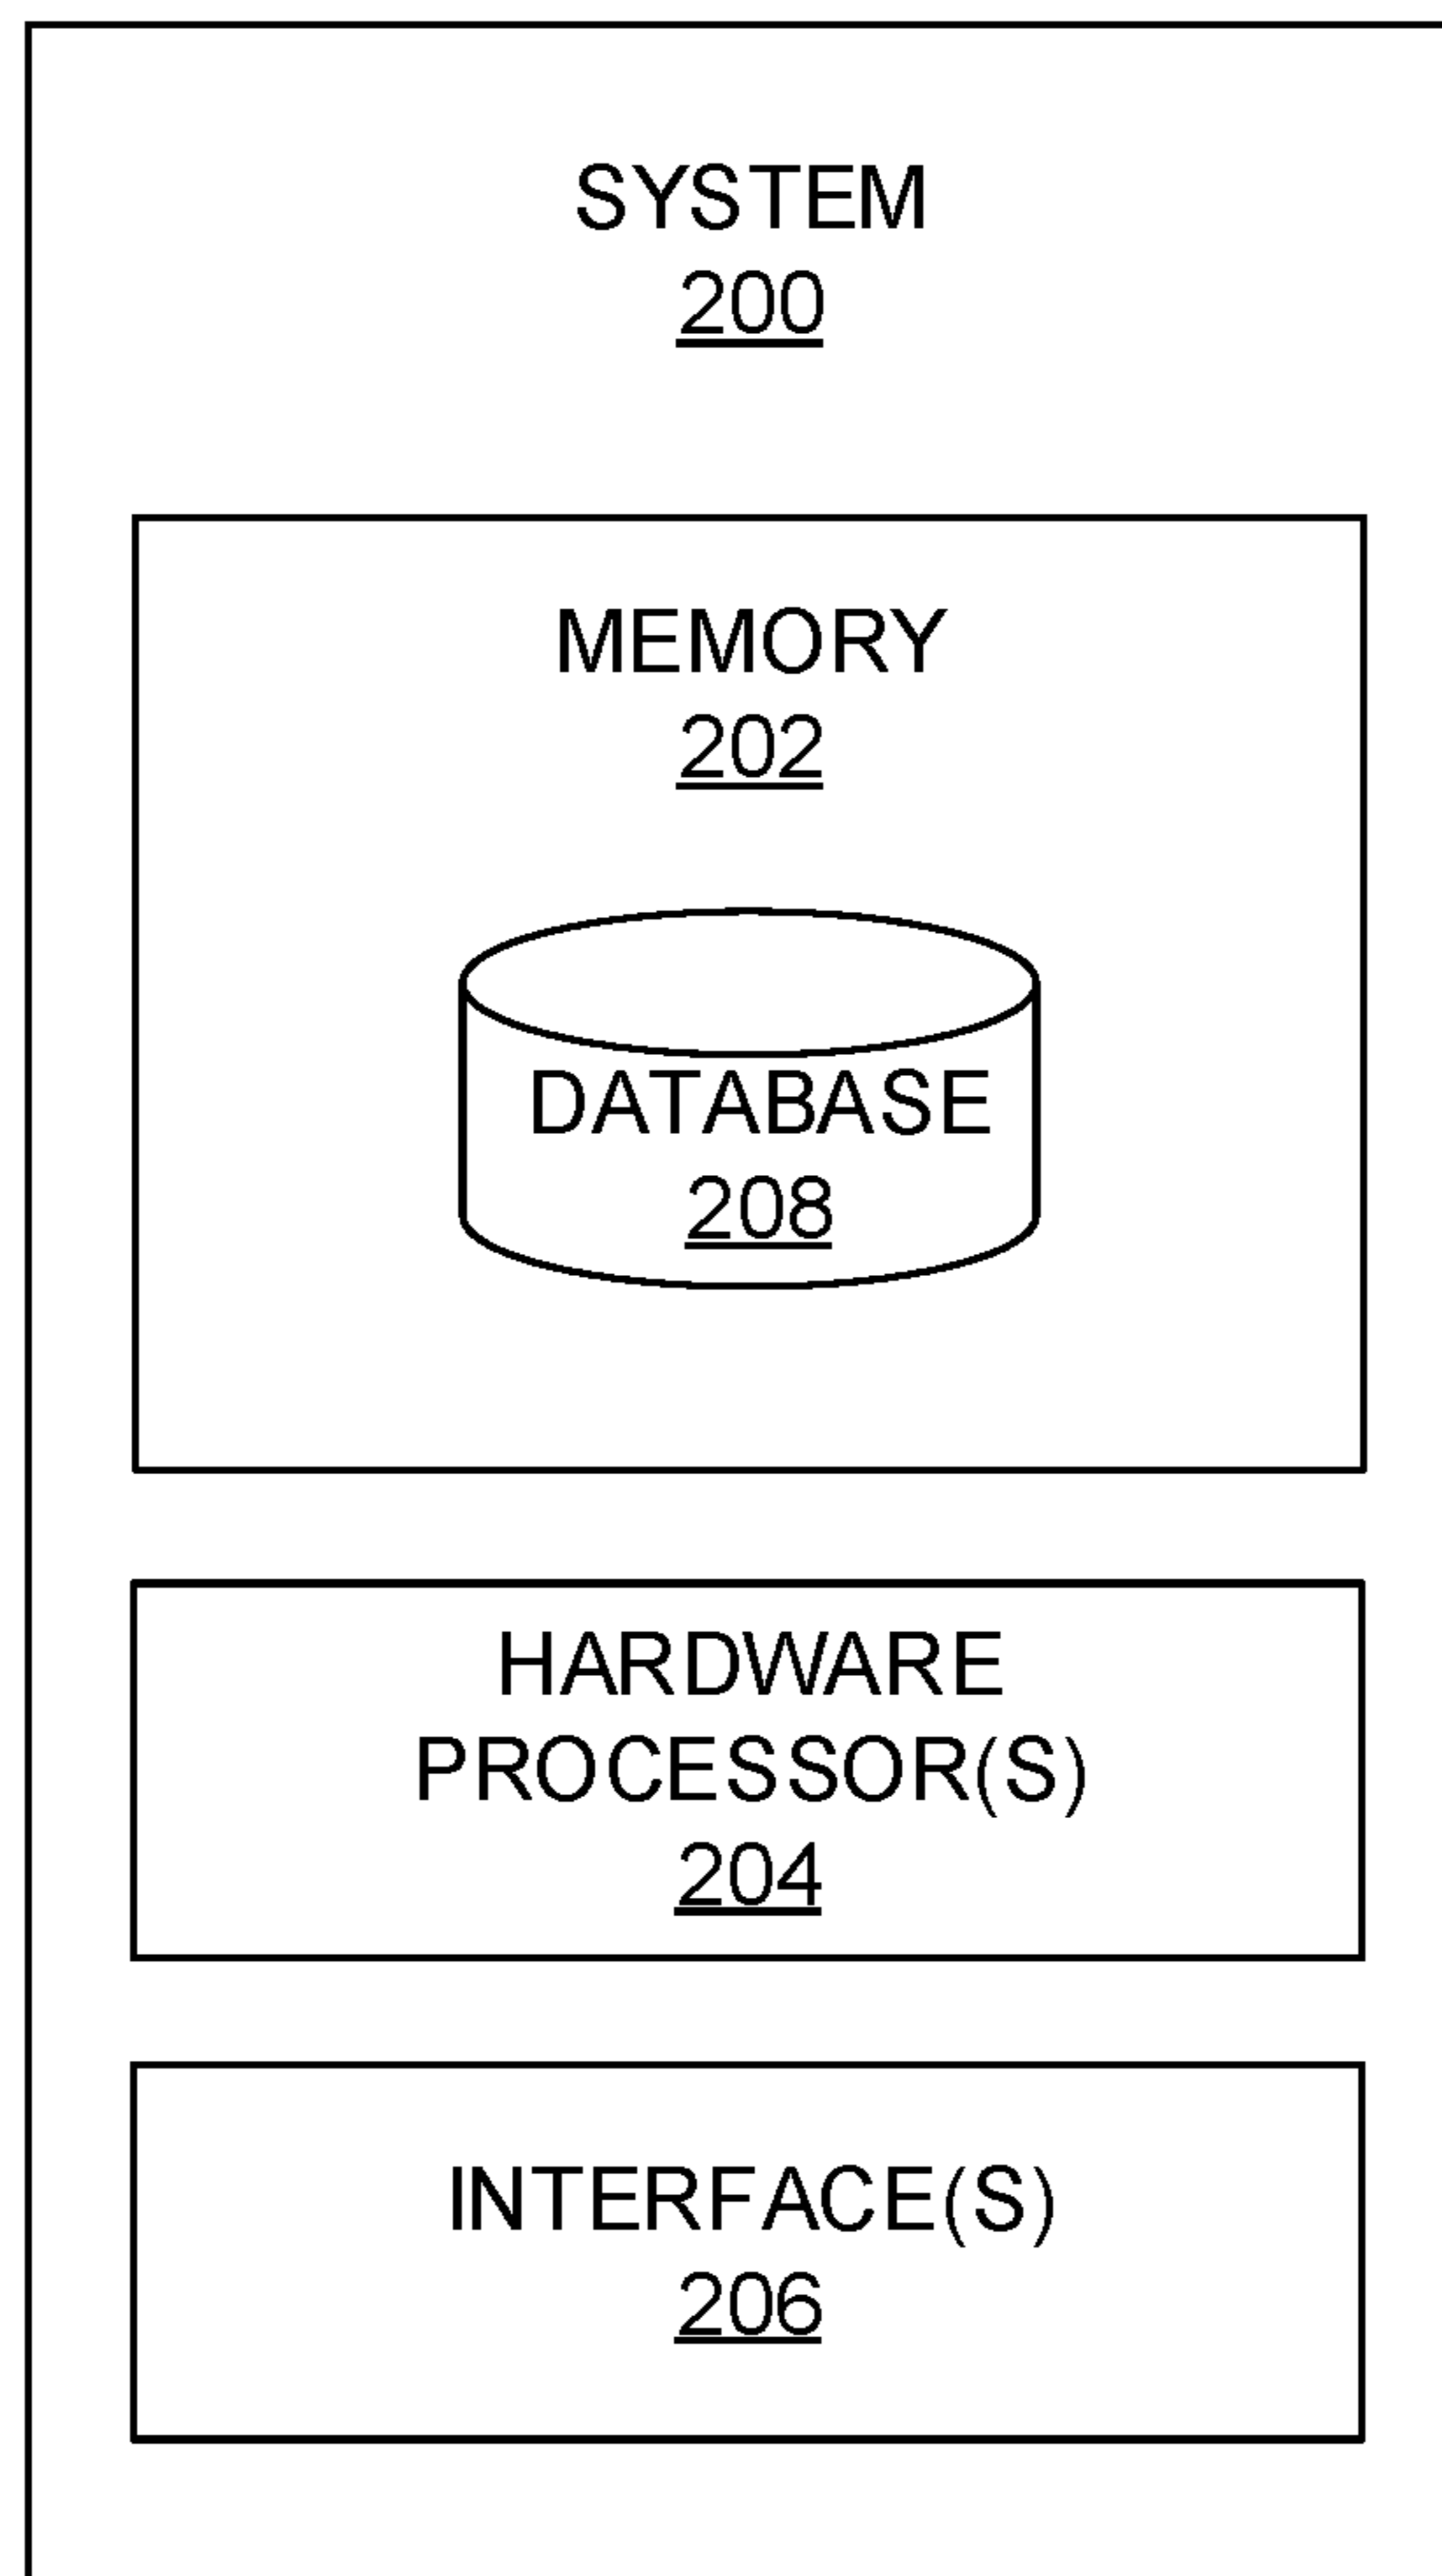 SYSTEM
200
MEMORY
202
DATABASE
208
HARDWARE
PROCESSOR(S)
204
INTERFACE(S)
206